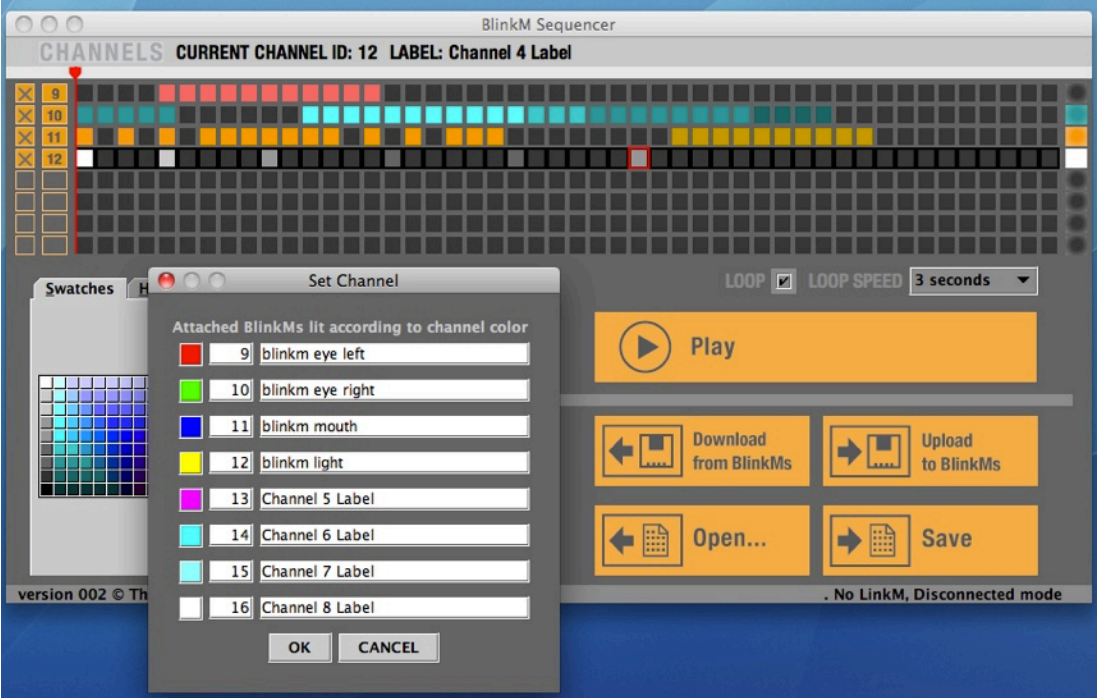 BlinkM Sequencer
CHANNELS CURRENT CHANNEL ID: 12 LABEL: Channel 4 Label
9
10
11
12
Swatches H
LOOP LOOP SPEED 3 seconds
Set Channel
Attached BlinkMs lit according to channel color
9 blinkm eye left
10 blinkm eye right
11 blinkm mouth
12 blinkm light
13 Channel 5 Label
14 Channel 6 Label
15 Channel 7 Label
16 Channel 8 Label
OK CANCEL
Play
Download
from BlinkMs
Upload
to BlinkMs
Open...
Save
version 002 © Th
. No LinkM, Disconnected mode